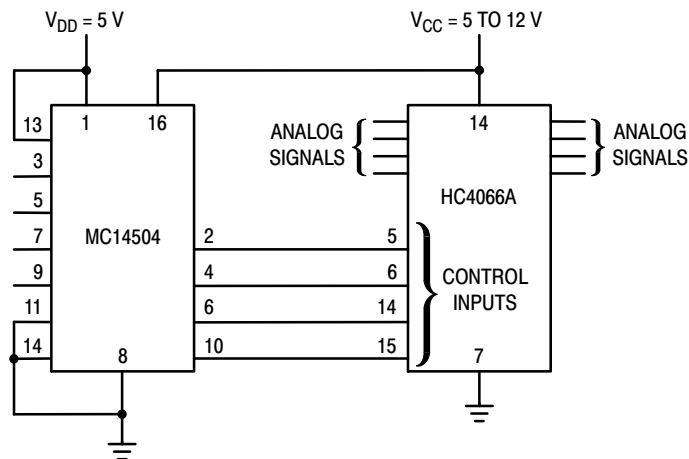 V_DD = 5 V
V_CC = 5 TO 12 V
13
1
16
14
ANALOG
SIGNALS
ANALOG
SIGNALS
3
5
HC4066A
7
MC14504
2
5
9
4
6
CONTROL
INPUTS
11
6
14
14
8
10
15
7